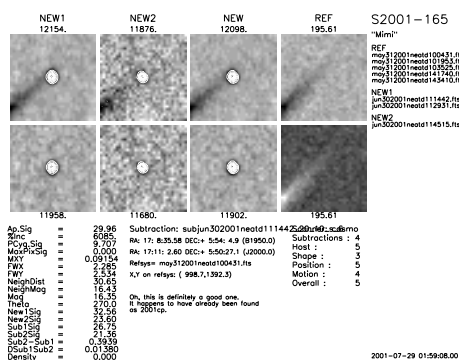 NEW1 NEW2 NEW REF S2001-165
12154. 11876. 12098. 195.61
"Mimi"
REF
may312001neatd100431.fts
may312001neatd101953.fts
may312001neatd103525.fts
may312001neatd141740.fts
may312001neatd143410.fts
NEW1
jun302001neatd111442.fts
jun302001neatd112931.fts
NEW2
jun302001neatd114515.fts
11958. 11680. 11902. 195.61
Ap.Sig = 29.96
%Inc = 6085.
PCyg.Sig = 9.707
MaxPixSig = 0.000
MXY = 0.09154
FWX = 2.285
FWY = 2.534
NeighDist = 30.65
NeighMag = 16.43
Mag = 16.35
Theta = 270.0
New1Sig = 32.56
New2Sig = 23.60
Sub1Sig = 26.75
Sub2Sig = 21.36
Sub2-Sub1 = 0.3939
DSub1Sub2 = 0.01380
Density = 0.000
Subtraction: subjun302001neatd111442
RA: 17: 8:35.58 DEC:+ 5:54: 4.9 (B1950.0)
RA: 17:11: 2.60 DEC:+ 5:50:27.1 (J2000.0)
Refsys= may312001neatd100431.fts
X,Y on refsys: ( 998.7,1392.3)
Oh, this is definitely a good one.
It happens to have already been found
as 2001cp.
Subtractions : 4
Host : 5
Shape : 3
Position : 5
Motion : 4
Overall : 5
2001-07-29 01:59:08.00